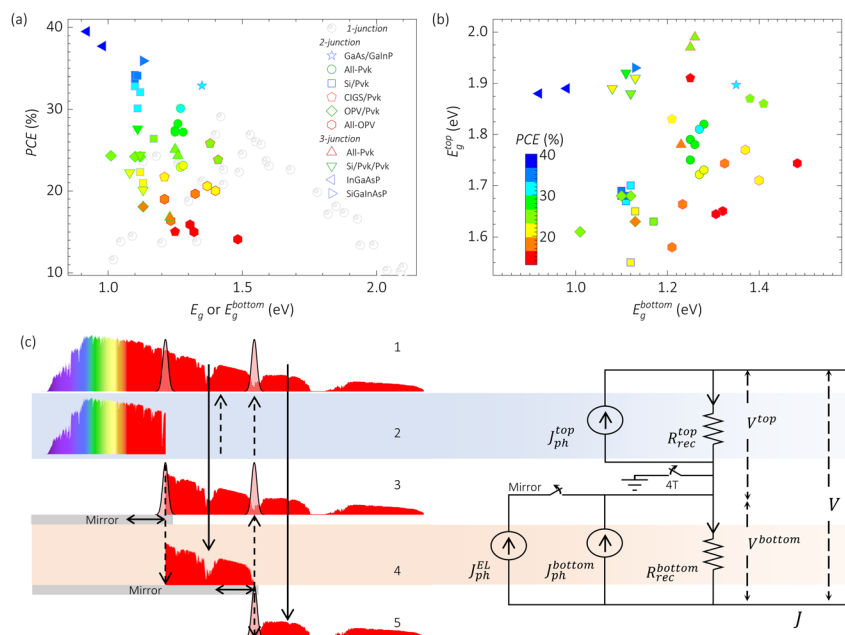 (a)
40
30
20
10
PCE (%)
1.0
1.5
2.0
E_g or E_g^bottom (eV)
1-junction
2-junction
GaAs/GaInP
All-Pvk
Si/Pvk
CIGS/Pvk
OPV/Pvk
All-OPV
3-junction
All-Pvk
Si/Pvk/Pvk
InGaAsP
SiGaInAsP
(b)
2.0
1.9
1.8
1.7
1.6
E_g^top (eV)
PCE (%)
40
30
20
1.0
1.2
1.4
E_g^bottom (eV)
(c)
1
2
3
Mirror
4
Mirror
5
J_ph^top
R_rec^top
V^top
4T
Mirror
V
V^bottom
J_ph^EL
J_ph^bottom
R_rec^bottom
J